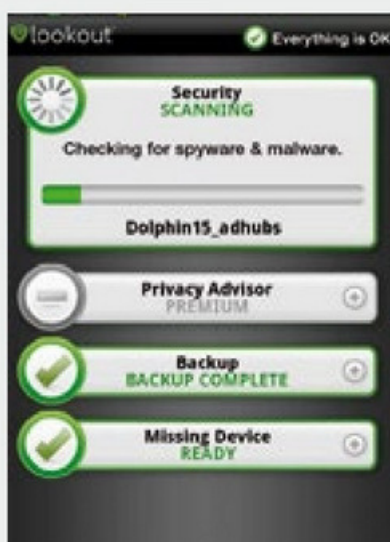 lookout
Everything is OK
Security
SCANNING
Checking for spyware & malware.
Dolphin15_adhubs
Privacy Advisor
PREMIUM
Backup
BACKUP COMPLETE
Missing Device
READY